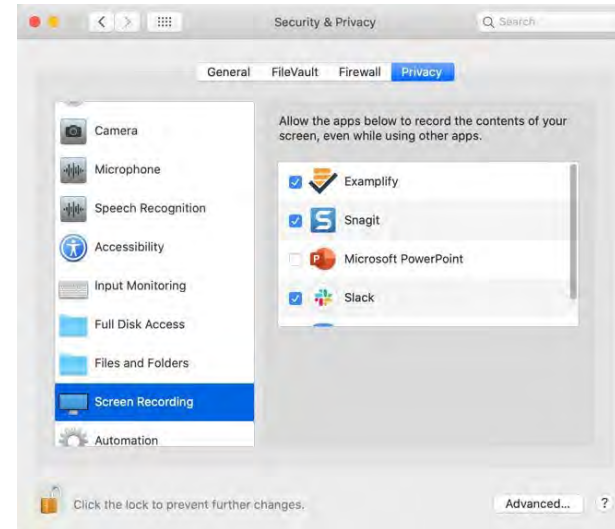 Security & Privacy
Search
General FileVault Firewall Privacy
Camera
Microphone
Speech Recognition
Accessibility
Input Monitoring
Full Disk Access
Files and Folders
Screen Recording
Automation
Allow the apps below to record the contents of your
screen, even while using other apps.
Examplify
Snagit
Microsoft PowerPoint
Slack
Click the lock to prevent further changes.
Advanced... ?